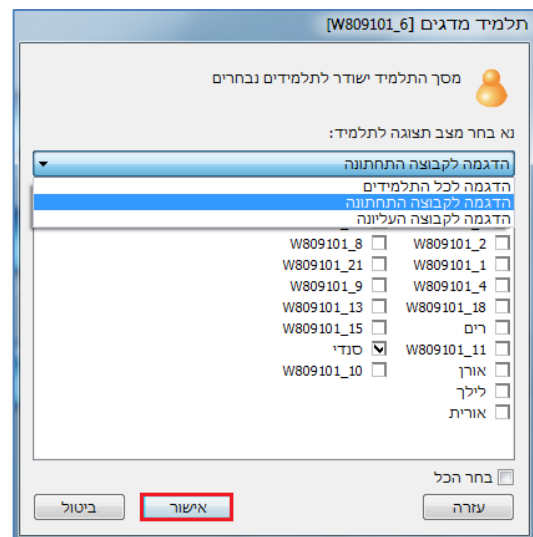 תלמיד מדגים [W809101_6]
מסך התלמיד ישודר לתלמידים נבחרים
נא בחר מצב תצוגה לתלמיד:
הדגמה לקבוצה התחתונה
הדגמה לכל התלמידים
הדגמה לקבוצה התחתונה
הדגמה לקבוצה העליונה
W809101_2 W809101_8
W809101_1 W809101_21
W809101_4 W809101_9
W809101_18 W809101_13
רים W809101_15
W809101_11 סנדי
אורן W809101_10
לילך
אורית
בחר הכל
עזרה אישור ביטול